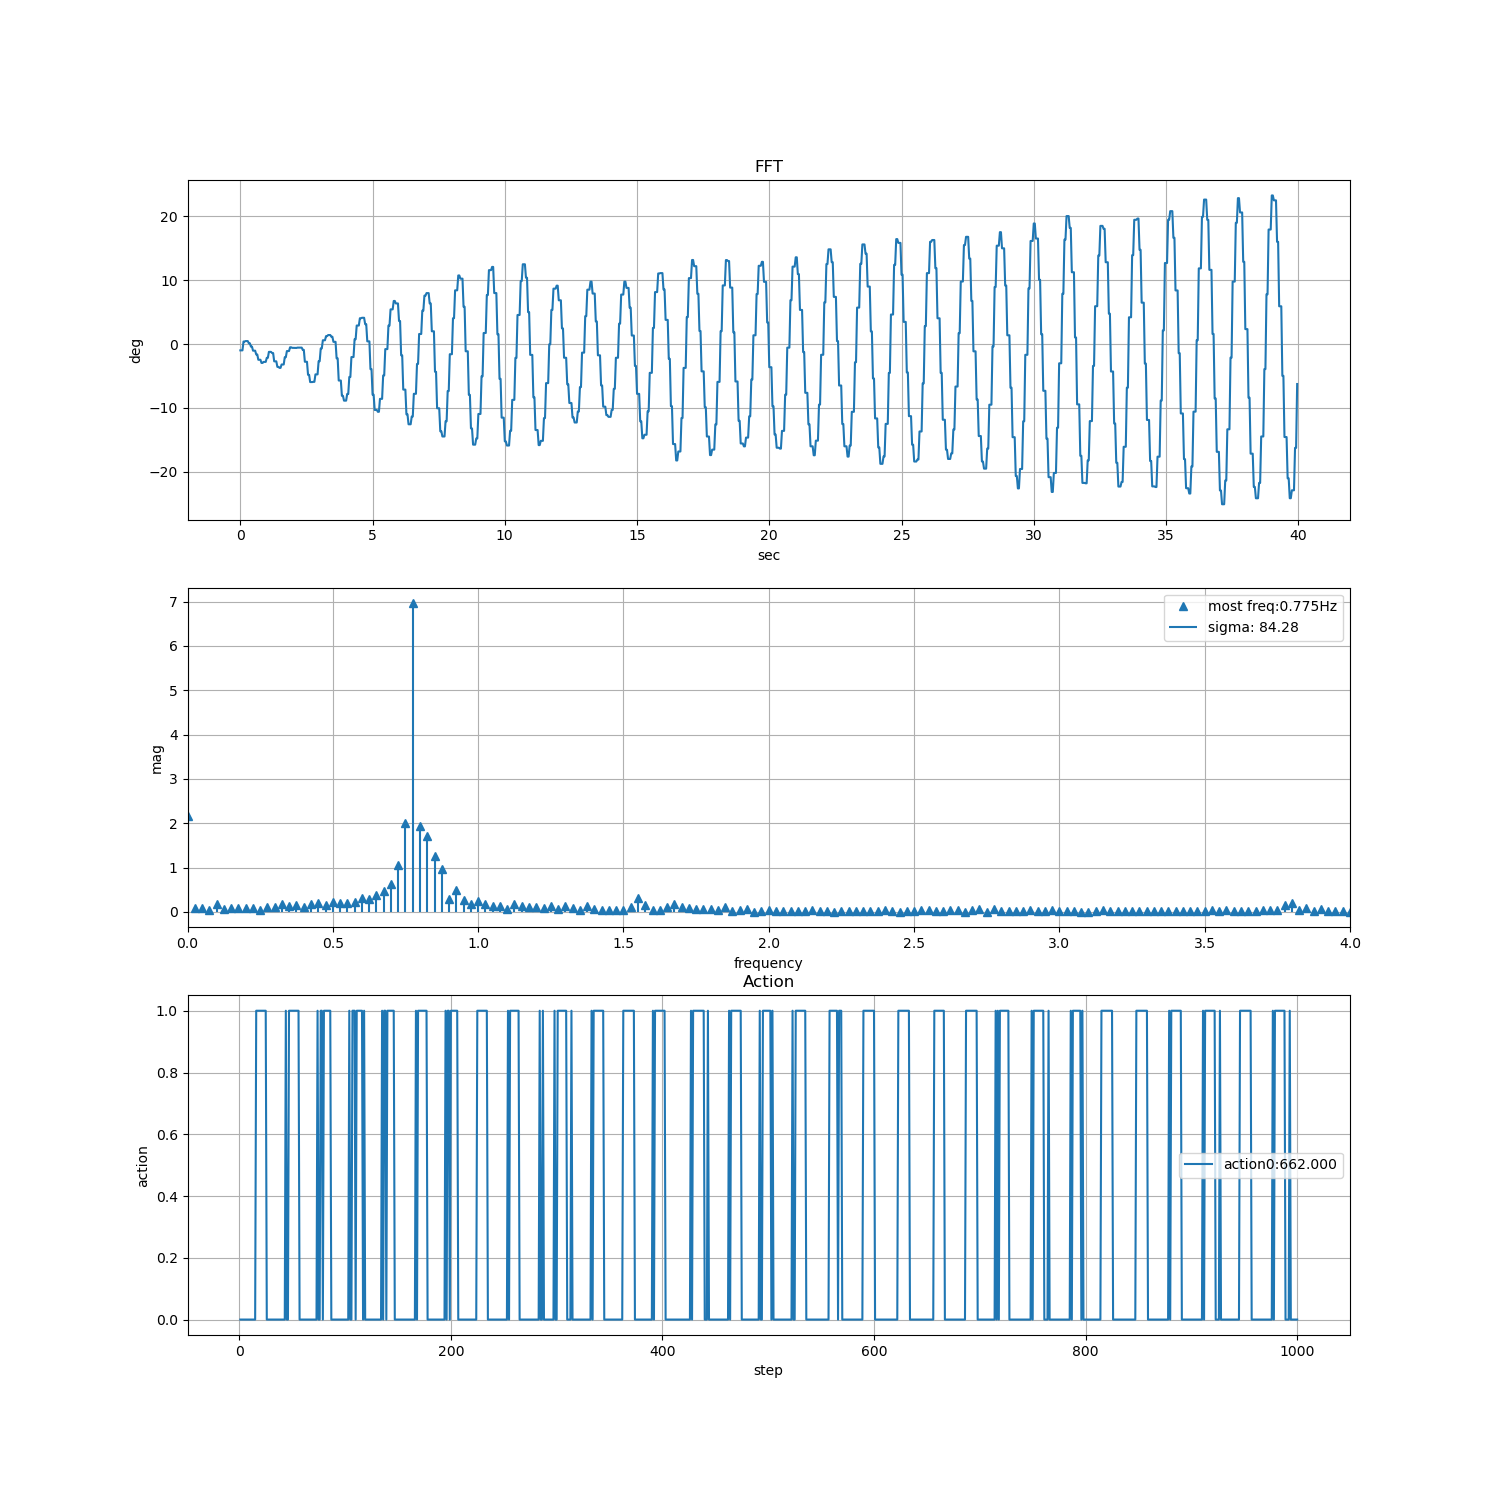 FFT
20
10
0
−10
−20
deg
0 5 10 15 20 25 30 35 40
sec
7
6
5
4
3
2
1
0
mag
most freq:0.775Hz
sigma: 84.28
0.0 0.5 1.0 1.5 2.0 2.5 3.0 3.5 4.0
frequency
Action
1.0
0.8
0.6
0.4
0.2
0.0
action
action0:662.000
0 200 400 600 800 1000
step